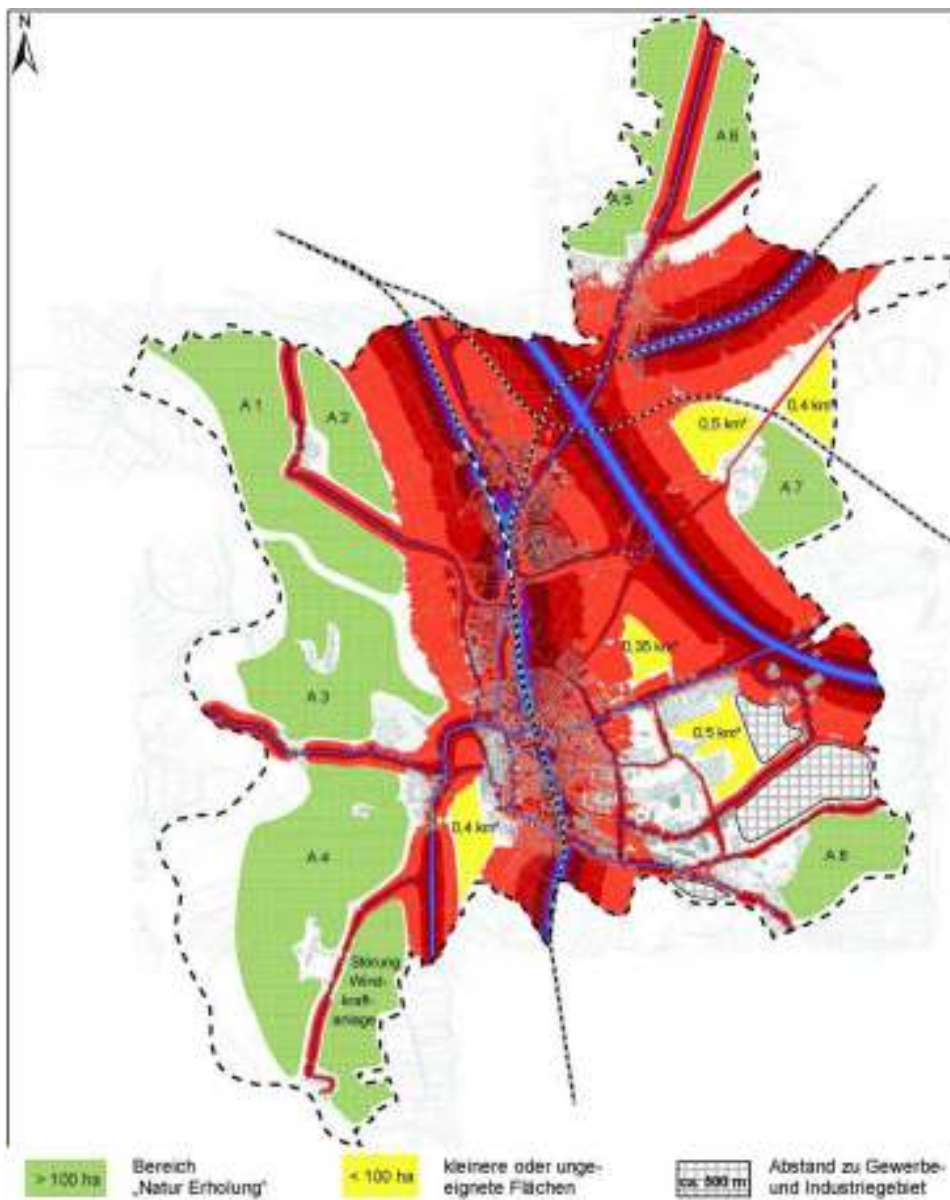 N
A 6
A 5
A 1
A 2
0,5 km²
0,4 km²
A 7
0,35 km²
A 3
0,5 km²
0,4 km²
A 4
A 8
Störung
Wind-
kraft-
anlage
> 100 ha
Bereich
„Natur Erholung"
< 100 ha
kleinere oder unge-
eignete Flächen
ca. 500 m
Abstand zu Gewerbe-
und Industriegebiet